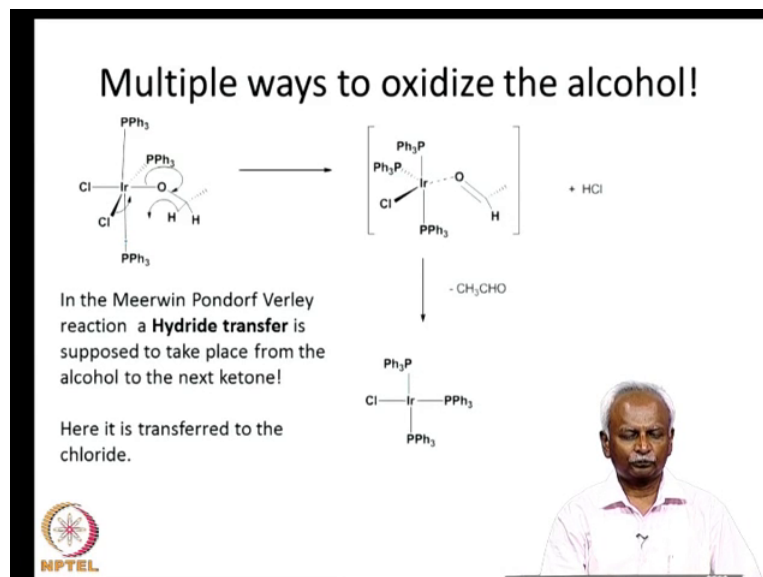 Multiple ways to oxidize the alcohol!
PPh3
PPh3
Cl Ir O
Cl H H
PPh3
Ph3P
Ph3P
Ir O
Cl H
PPh3
+ HCl
- CH3CHO
Ph3P
Cl Ir PPh3
PPh3
In the Meerwin Pondorf Verley
reaction a Hydride transfer is
supposed to take place from the
alcohol to the next ketone!
Here it is transferred to the
chloride.
NPTEL